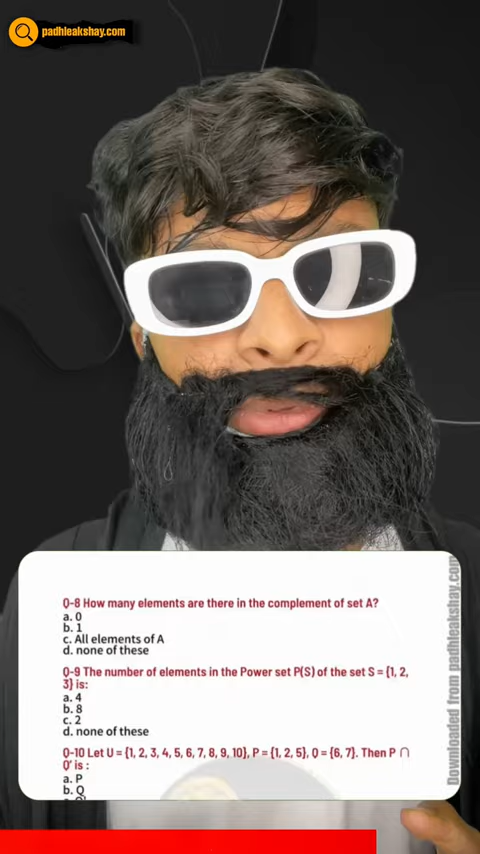 padhleakshay.com
Q-8 How many elements are there in the complement of set A?
a. 0
b. 1
c. All elements of A
d. none of these
Q-9 The number of elements in the Power set P(S) of the set S = {1, 2,
3} is:
a. 4
b. 8
c. 2
d. none of these
Q-10 Let U = {1, 2, 3, 4, 5, 6, 7, 8, 9, 10}, P = {1, 2, 5}, Q = {6, 7}. Then P ∩
Q' is :
a. P
b. Q
Downloaded from padhleakshay.com